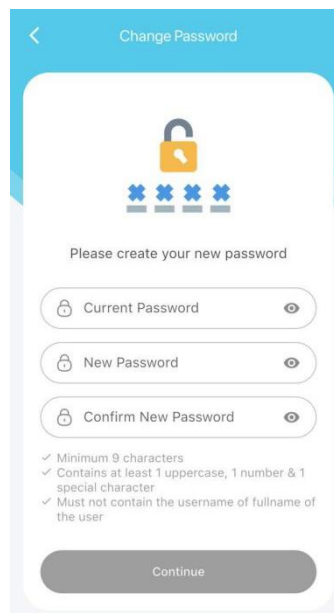 Change Password
Please create your new password
Current Password
New Password
Confirm New Password
Minimum 9 characters
Contains at least 1 uppercase, 1 number & 1
special character
Must not contain the username of fullname of
the user
Continue